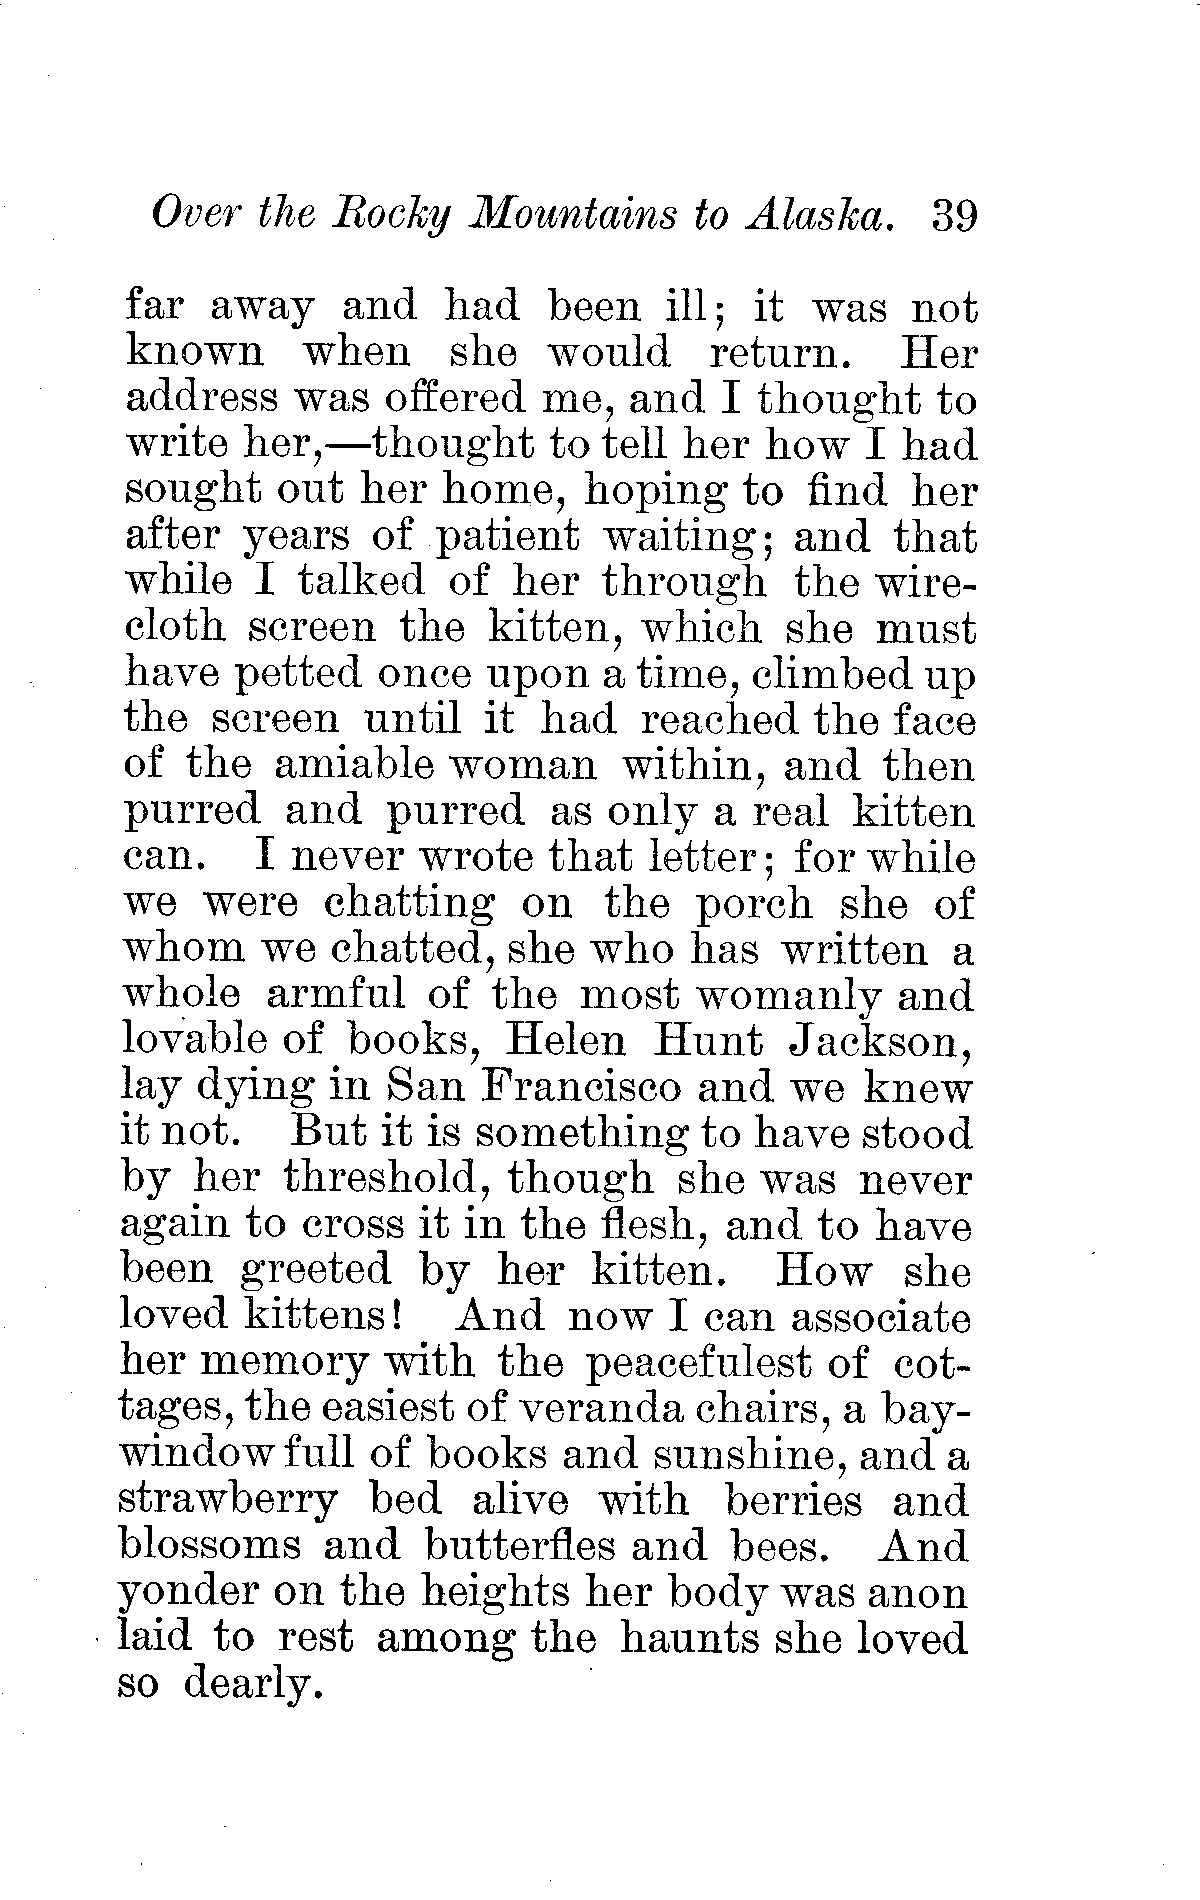 Over the Rocky Mountains to Alaska. 39
far away and had been ill; it was not
known when she would return. Her
address was offered me, and I thought to
write her,—thought to tell her how I had
sought out her home, hoping to find her
after years of patient waiting; and that
while I talked of her through the wire-
cloth screen the kitten, which she must
have petted once upon a time, climbed up
the screen until it had reached the face
of the amiable woman within, and then
purred and purred as only a real kitten
can. I never wrote that letter; for while
we were chatting on the porch she of
whom we chatted, she who has written a
whole armful of the most womanly and
lovable of books, Helen Hunt Jackson,
lay dying in San Francisco and we knew
it not. But it is something to have stood
by her threshold, though she was never
again to cross it in the flesh, and to have
been greeted by her kitten. How she
loved kittens! And now I can associate
her memory with the peacefulest of cot-
tages, the easiest of veranda chairs, a bay-
window full of books and sunshine, and a
strawberry bed alive with berries and
blossoms and butterfles and bees. And
yonder on the heights her body was anon
laid to rest among the haunts she loved
so dearly.